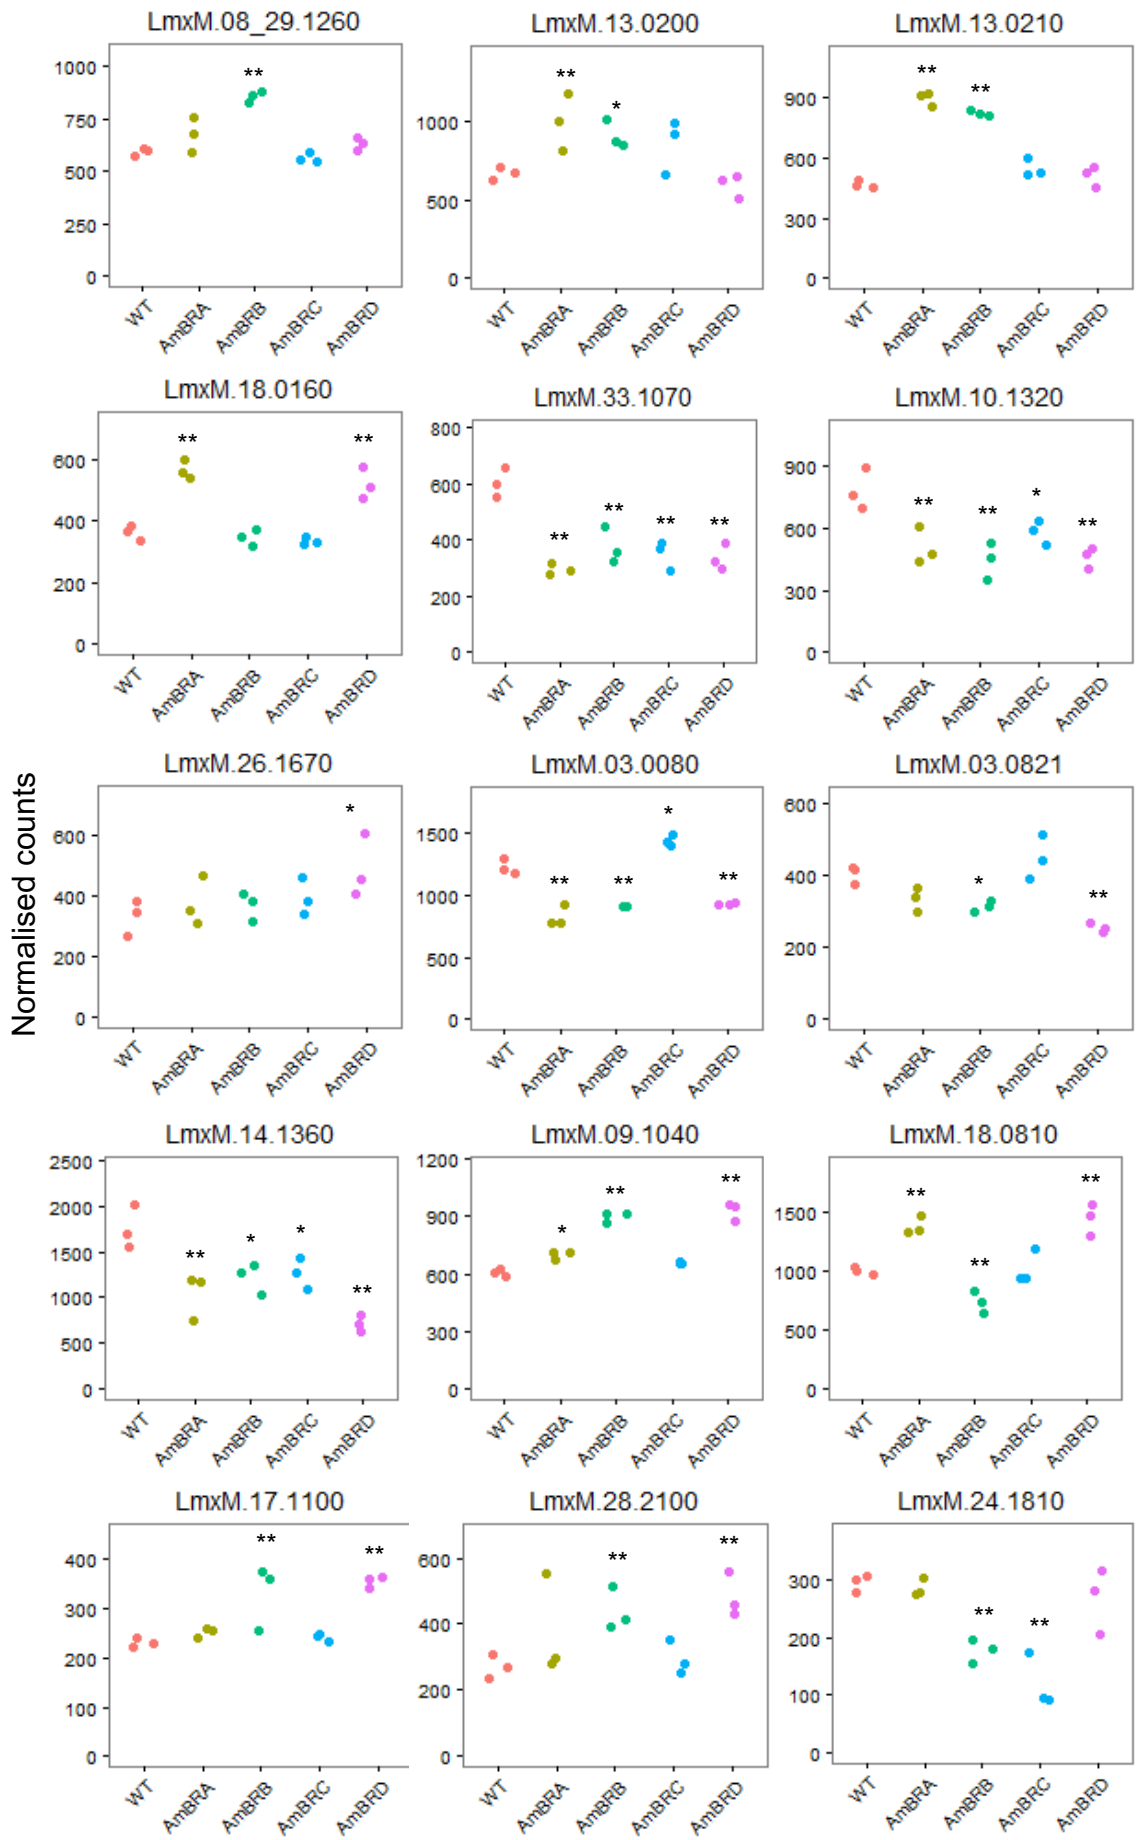 LmxM.08_29.1260 LmxM.13.0200 LmxM.13.0210
1000
750
500
250
0
**
WT AmBRA AmBRB AmBRC AmBRD
1000
500
0
** *
WT AmBRA AmBRB AmBRC AmBRD
900
600
300
0
** **
WT AmBRA AmBRB AmBRC AmBRD
LmxM.18.0160 LmxM.33.1070 LmxM.10.1320
600
400
200
0
** **
WT AmBRA AmBRB AmBRC AmBRD
800
600
400
200
0
** ** ** **
WT AmBRA AmBRB AmBRC AmBRD
900
600
300
0
** ** * **
WT AmBRA AmBRB AmBRC AmBRD
Normalised counts
LmxM.26.1670 LmxM.03.0080 LmxM.03.0821
600
400
200
0
*
WT AmBRA AmBRB AmBRC AmBRD
1500
1000
500
0
** ** * **
WT AmBRA AmBRB AmBRC AmBRD
600
400
200
0
* **
WT AmBRA AmBRB AmBRC AmBRD
LmxM.14.1360 LmxM.09.1040 LmxM.18.0810
2500
2000
1500
1000
500
0
** * * **
WT AmBRA AmBRB AmBRC AmBRD
1200
900
600
300
0
* ** **
WT AmBRA AmBRB AmBRC AmBRD
1500
1000
500
0
** ** **
WT AmBRA AmBRB AmBRC AmBRD
LmxM.17.1100 LmxM.28.2100 LmxM.24.1810
400
300
200
100
0
** **
WT AmBRA AmBRB AmBRC AmBRD
600
400
200
0
** **
WT AmBRA AmBRB AmBRC AmBRD
300
200
100
0
** **
WT AmBRA AmBRB AmBRC AmBRD